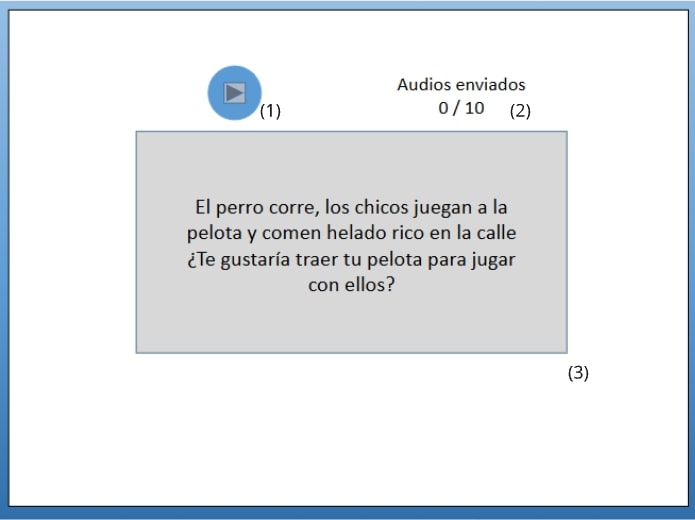 Audios enviados
(1)
0 / 10 (2)
El perro corre, los chicos juegan a la
pelota y comen helado rico en la calle
¿Te gustaría traer tu pelota para jugar
con ellos?
(3)